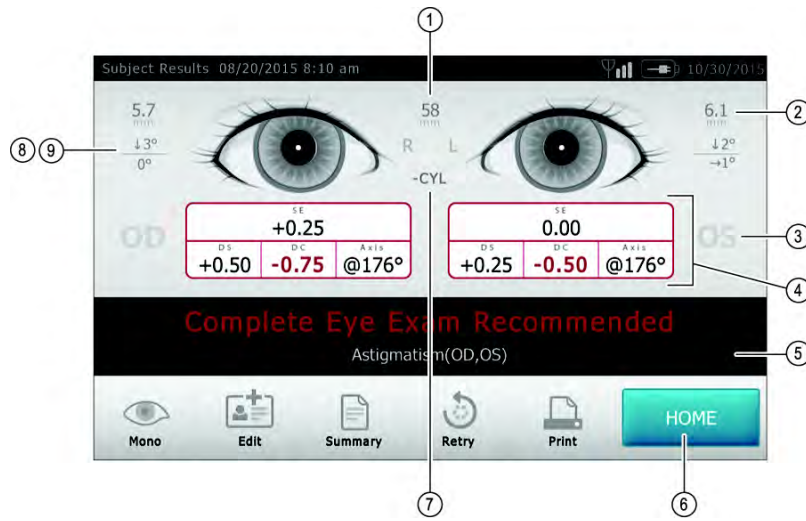 1
Subject Results 08/20/2015 8:10 am 10/30/2015
5.7 58 6.1
2
8 9
↓3° R L ↓2°
0° →1°
-CYL
OD OS
3
SE SE
+0.25 0.00
DS DC Axis DS DC Axis
+0.50 -0.75 @176° +0.25 -0.50 @176°
4
Complete Eye Exam Recommended
Astigmatism(OD,OS)
5
Mono Edit Summary Retry Print HOME
7 6